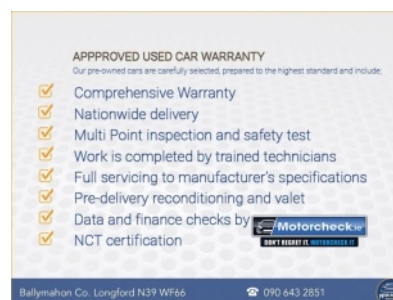 APPPROVED USED CAR WARRANTY
Our pre-owned cars are carefully selected, prepared to the highest standard and include;
Comprehensive Warranty
Nationwide delivery
Multi Point inspection and safety test
Work is completed by trained technicians
Full servicing to manufacturer's specifications
Pre-delivery reconditioning and valet
Data and finance checks by Motorcheck.ie
DON'T REGRET IT. MOTORCHECK IT
NCT certification
Ballymahon Co. Longford N39 WF66 090 643 2851